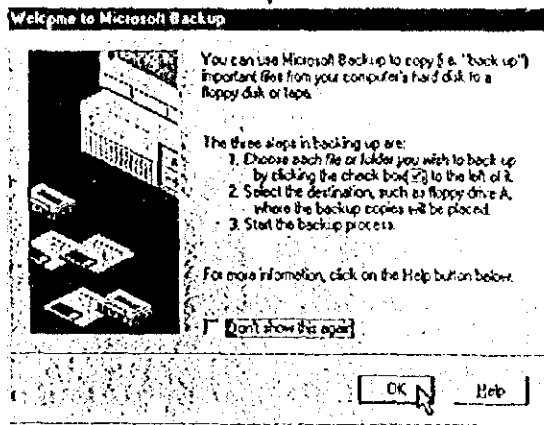 Welcome to Microsoft Backup
You can use Microsoft Backup to copy (i.e. "back up")
important files from your computer's hard disk to a
floppy disk or tape.
The three steps in backing up are:
1. Choose each file or folder you wish to back up
by clicking the check box to the left of it.
2. Select the destination, such as floppy drive A,
where the backup copies will be placed.
3. Start the backup process.
For more information, click on the Help button below.
Don't show this again
OK
Help